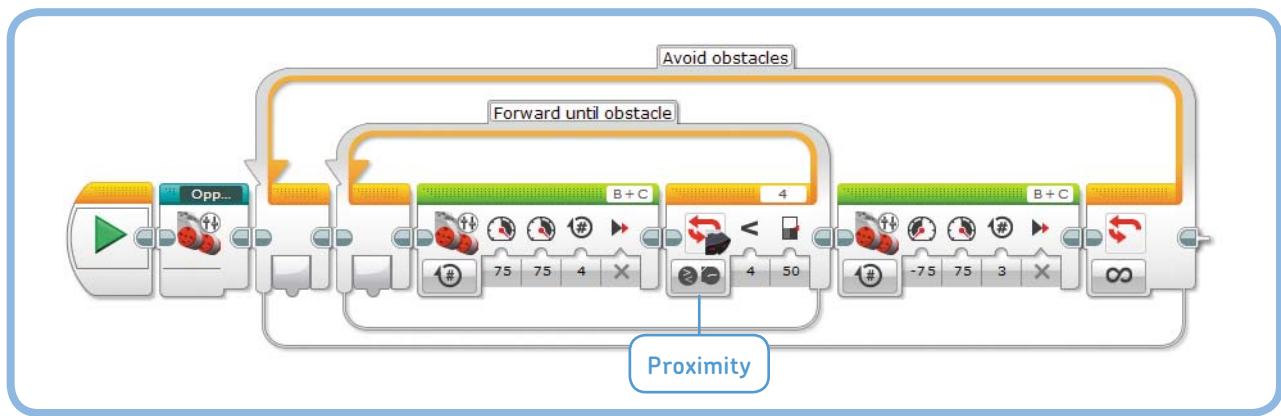 Avoid obstacles
Forward until obstacle
Opp...
B+C
4
B+C
#
<
#
75 75 4
#
4 50
-75 75 3
#
∞
Proximity